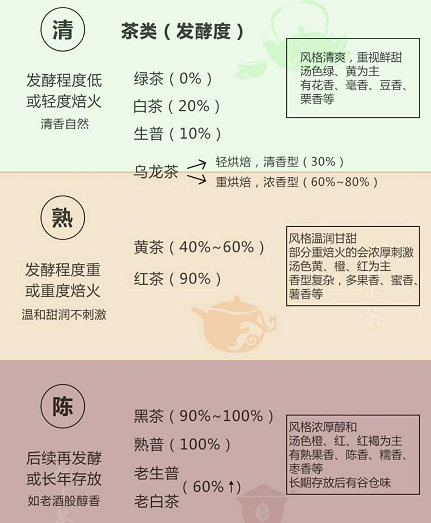 清
茶类（发酵度）
发酵程度低
或轻度焙火
清香自然
绿茶（0%）
白茶（20%）
生普（10%）
乌龙茶
轻烘焙，清香型（30%）
重烘焙，浓香型（60%~80%）
风格清爽，重视鲜甜
汤色绿、黄为主
有花香、毫香、豆香、
栗香等
熟
发酵程度重
或重度焙火
温和甜润不刺激
黄茶（40%~60%）
红茶（90%）
风格温润甘甜
部分重焙火的会浓厚刺激
汤色黄、橙、红为主
香型复杂，多果香、蜜香、
薯香等
陈
后续再发酵
或长年存放
如老酒般醇香
黑茶（90%~100%）
熟普（100%）
老生普
老白茶
（60%↑）
风格浓厚醇和
汤色橙、红、红褐为主
有熟果香、陈香、糯香、
枣香等
长期存放后有谷仓味